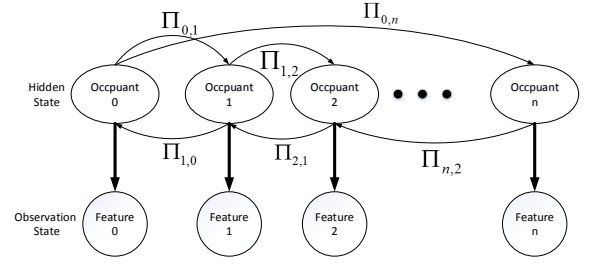 Π0,1
Π0,n
Π1,2
Hidden
State
Occpuant
0
Occpuant
1
Occpuant
2
Occpuant
n
Π1,0
Π2,1
Πn,2
Observation
State
Feature
0
Feature
1
Feature
2
Feature
n